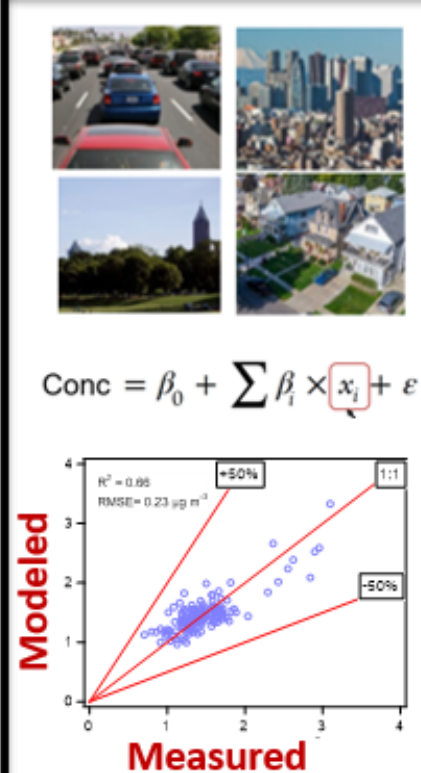 Conc = β₀ + ∑ βᵢ × xᵢ + ε
R² = 0.66
RMSE= 0.23 µg m⁻³
+50%
1:1
-50%
4
3
2
1
0
Modeled
0 1 2 3 4
Measured